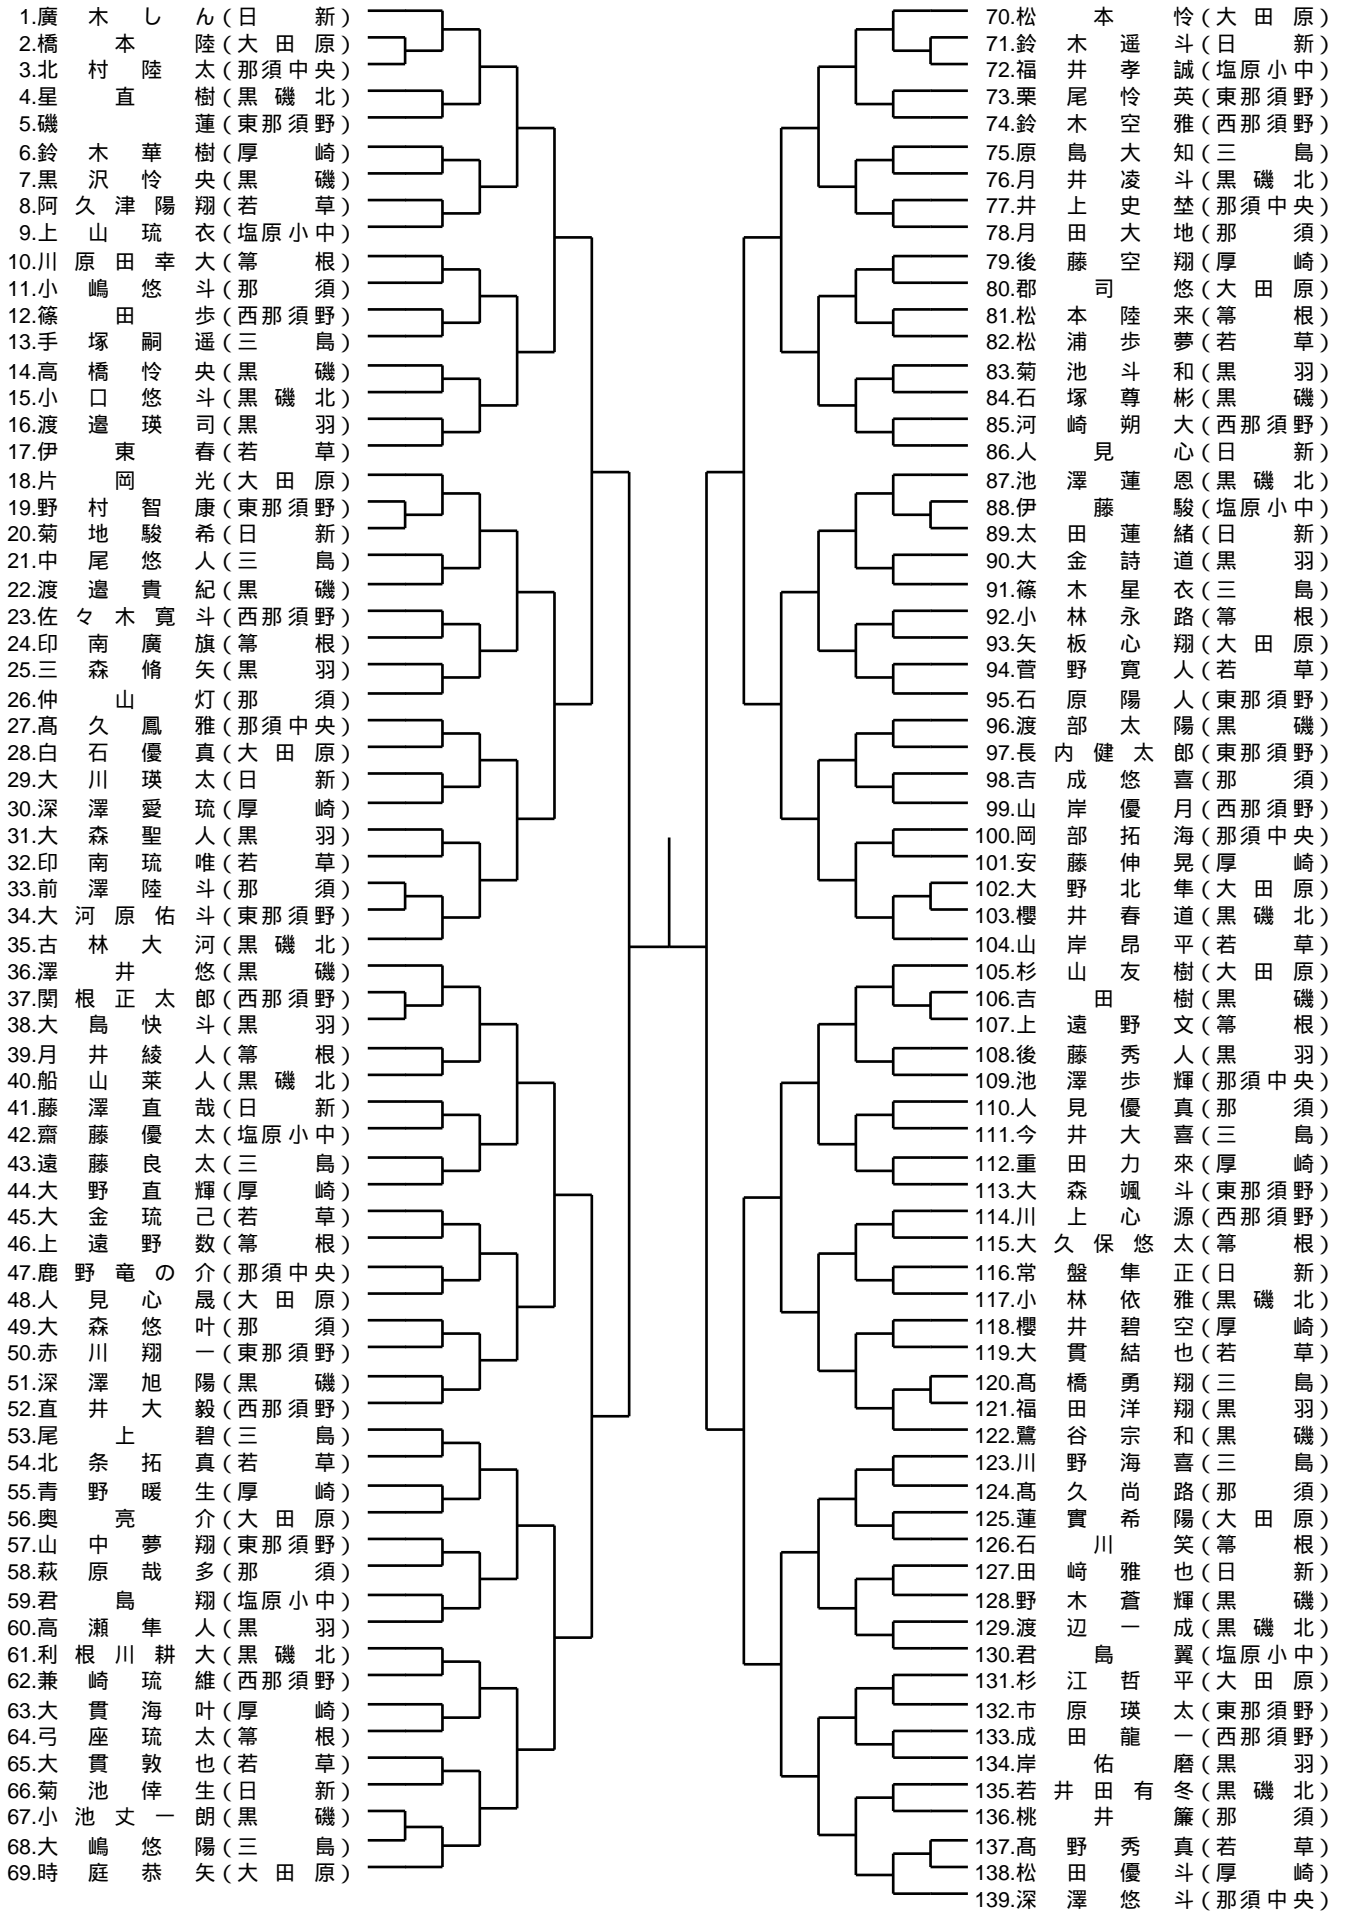 1.廣木しん(日新)
2.橋本陸(大田原)
3.北村陸太(那須中央)
4.星直樹(黒磯北)
5.磯蓮(東那須野)
6.鈴木華樹(厚崎)
7.黒沢怜央(黒磯)
8.阿久津陽翔(若草)
9.上山琉衣(塩原小中)
10.川原田幸大(箒根)
11.小嶋悠斗(那須)
12.篠田歩(西那須野)
13.手塚嗣遥(三島)
14.高橋怜央(黒磯)
15.小口悠斗(黒磯北)
16.渡邉瑛司(黒羽)
17.伊東春(若草)
18.片岡光(大田原)
19.野村智康(東那須野)
20.菊地駿希(日新)
21.中尾悠人(三島)
22.渡邉貴紀(黒磯)
23.佐々木寛斗(西那須野)
24.印南廣旗(箒根)
25.三森脩矢(黒羽)
26.仲山灯(那須)
27.髙久鳳雅(那須中央)
28.白石優真(大田原)
29.大川瑛太(日新)
30.深澤愛琉(厚崎)
31.大森聖人(黒羽)
32.印南琉唯(若草)
33.前澤陸斗(那須)
34.大河原佑斗(東那須野)
35.古林大河(黒磯北)
36.澤井悠(黒磯)
37.関根正太郎(西那須野)
38.大島快斗(黒羽)
39.月井綾人(箒根)
40.船山莱人(黒磯北)
41.藤澤直哉(日新)
42.齋藤優太(塩原小中)
43.遠藤良太(三島)
44.大野直輝(厚崎)
45.大金琉己(若草)
46.上遠野数(箒根)
47.鹿野竜の介(那須中央)
48.人見心晟(大田原)
49.大森悠叶(那須)
50.赤川翔一(東那須野)
51.深澤旭陽(黒磯)
52.直井大毅(西那須野)
53.尾上碧(三島)
54.北条拓真(若草)
55.青野暖生(厚崎)
56.奥亮介(大田原)
57.山中夢翔(東那須野)
58.萩原哉多(那須)
59.君島翔(塩原小中)
60.高瀬隼人(黒羽)
61.利根川耕大(黒磯北)
62.兼崎琉維(西那須野)
63.大貫海叶(厚崎)
64.弓座琉太(箒根)
65.大貫敦也(若草)
66.菊池倖生(日新)
67.小池丈一朗(黒磯)
68.大嶋悠陽(三島)
69.時庭恭矢(大田原)
70.松本怜(大田原)
71.鈴木遥斗(日新)
72.福井孝誠(塩原小中)
73.栗尾怜英(東那須野)
74.鈴木空雅(西那須野)
75.原島大知(三島)
76.月井凌斗(黒磯北)
77.井上史埜(那須中央)
78.月田大地(那須)
79.後藤空翔(厚崎)
80.郡司悠(大田原)
81.松本陸来(箒根)
82.松浦歩夢(若草)
83.菊池斗和(黒羽)
84.石塚尊彬(黒磯)
85.河崎朔大(西那須野)
86.人見心(日新)
87.池澤蓮恩(黒磯北)
88.伊藤駿(塩原小中)
89.太田蓮緒(日新)
90.大金詩道(黒羽)
91.篠木星衣(三島)
92.小林永路(箒根)
93.矢板心翔(大田原)
94.菅野寛人(若草)
95.石原陽人(東那須野)
96.渡部太陽(黒磯)
97.長内健太郎(東那須野)
98.吉成悠喜(那須)
99.山岸優月(西那須野)
100.岡部拓海(那須中央)
101.安藤伸晃(厚崎)
102.大野北隼(大田原)
103.櫻井春道(黒磯北)
104.山岸昂平(若草)
105.杉山友樹(大田原)
106.吉田樹(黒磯)
107.上遠野文(箒根)
108.後藤秀人(黒羽)
109.池澤歩輝(那須中央)
110.人見優真(那須)
111.今井大喜(三島)
112.重田力來(厚崎)
113.大森颯斗(東那須野)
114.川上心源(西那須野)
115.大久保悠太(箒根)
116.常盤隼正(日新)
117.小林依雅(黒磯北)
118.櫻井碧空(厚崎)
119.大貫結也(若草)
120.髙橋勇翔(三島)
121.福田洋翔(黒羽)
122.鷺谷宗和(黒磯)
123.川野海喜(三島)
124.髙久尚路(那須)
125.蓮實希陽(大田原)
126.石川笑(箒根)
127.田﨑雅也(日新)
128.野木蒼輝(黒磯)
129.渡辺一成(黒磯北)
130.君島翼(塩原小中)
131.杉江哲平(大田原)
132.市原瑛太(東那須野)
133.成田龍一(西那須野)
134.岸佑磨(黒羽)
135.若井田有冬(黒磯北)
136.桃井簾(那須)
137.髙野秀真(若草)
138.松田優斗(厚崎)
139.深澤悠斗(那須中央)